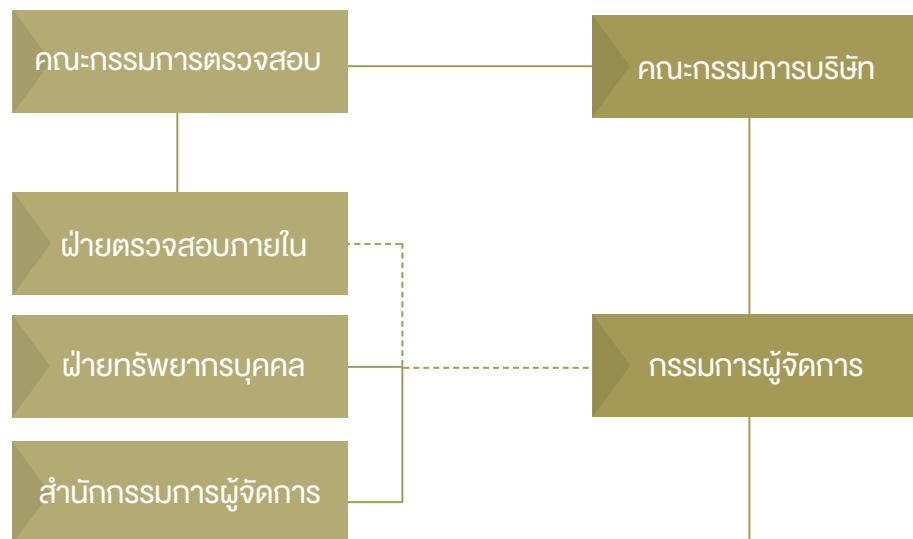 คณะกรรมการตรวจสอบ
คณะกรรมการบริษัท
ฝ่ายตรวจสอบภายใน
ฝ่ายทรัพยากรบุคคล
กรรมการผู้จัดการ
สำนักกรรมการผู้จัดการ